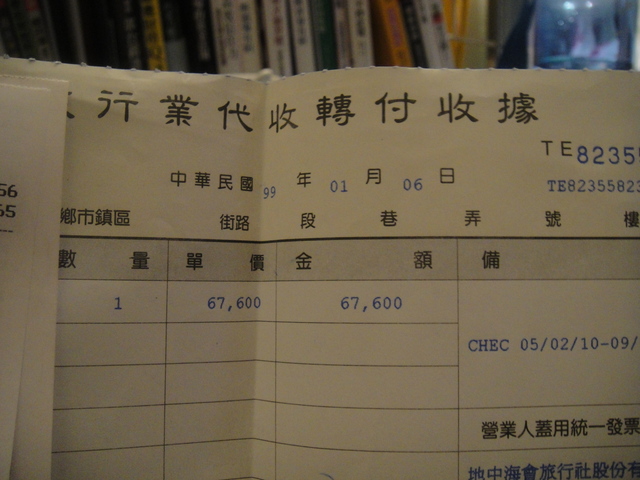 行業代收轉付收據
TE8235
中華民國 99 年 01 月 06 日
TE82355823
鄉市鎮區 街路 段 巷 弄 號 樓
數量 單價 金額 備
1 67,600 67,600
CHEC 05/02/10-09/
營業人蓋用統一發票
地中海會旅行社股份有
56
65